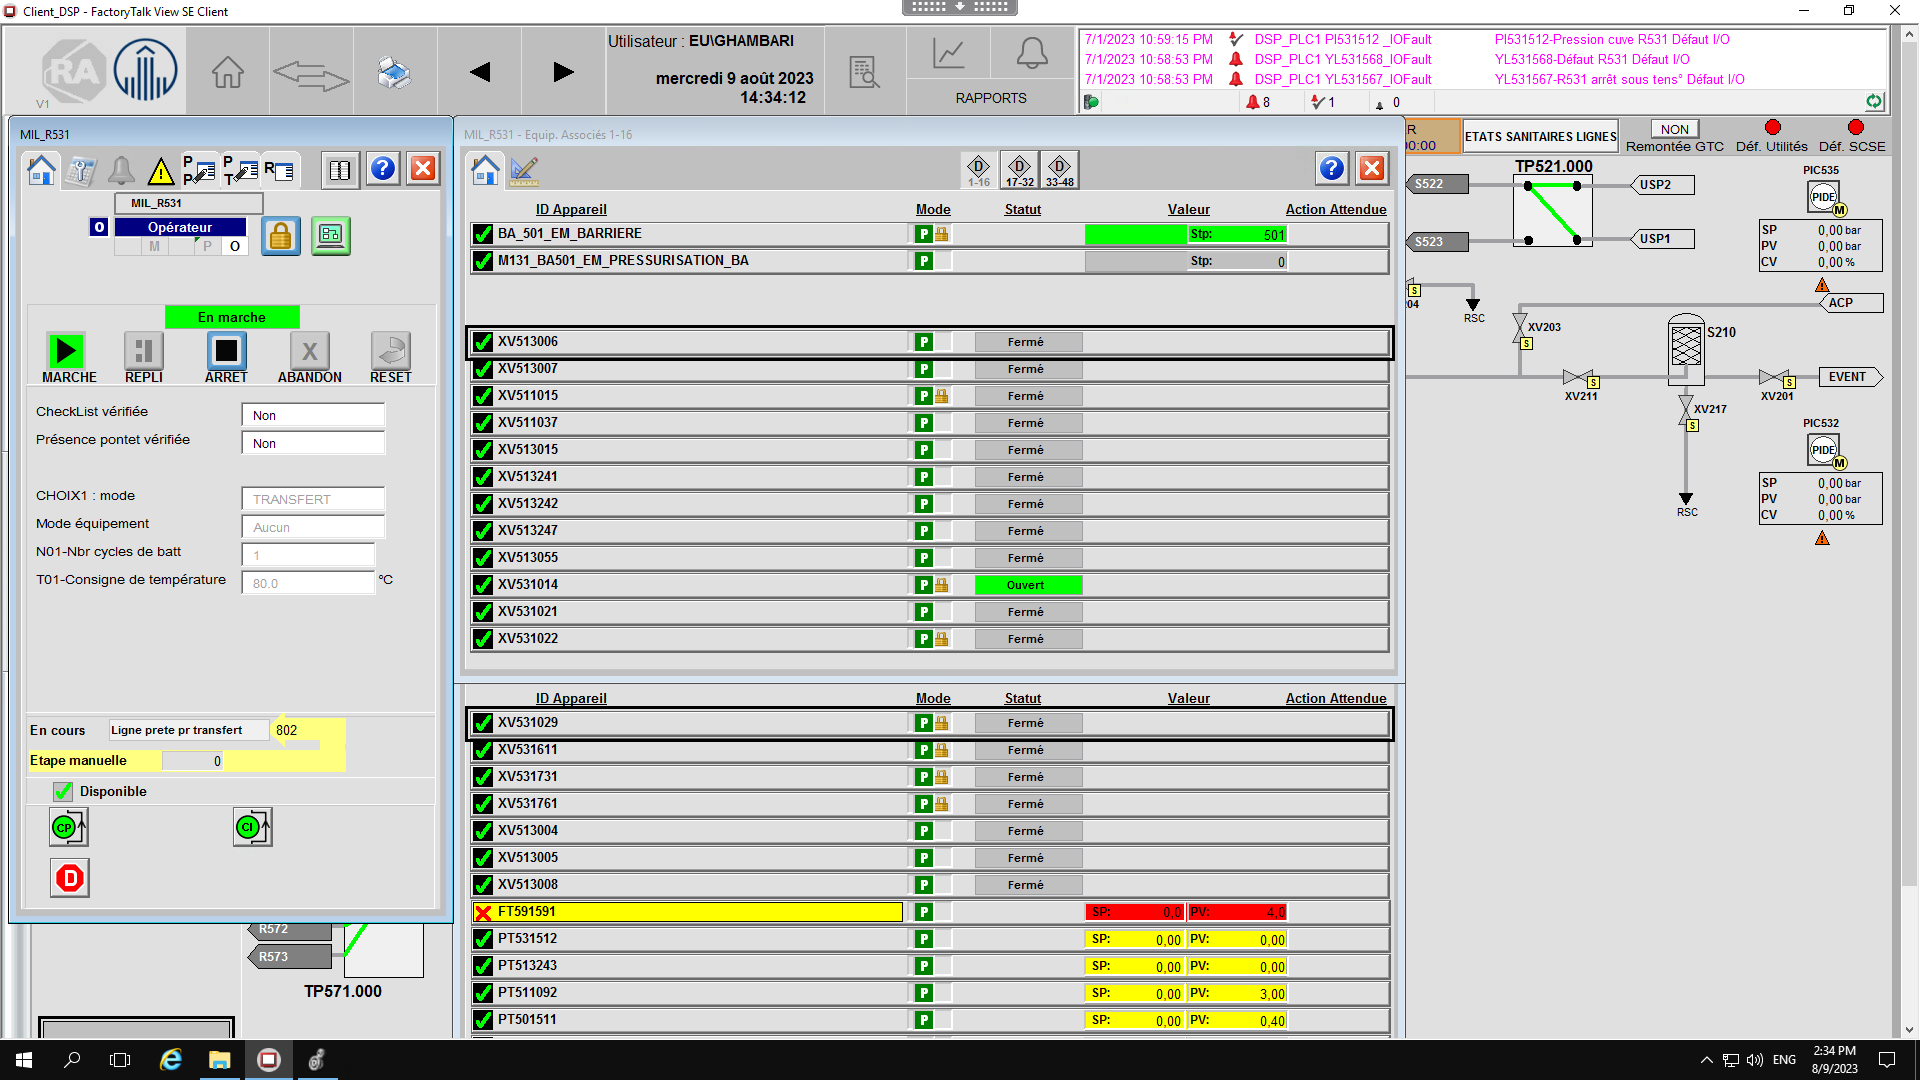 Client_DSP - FactoryTalk View SE Client
RA
V1
Utilisateur : EU\GHAMBARI
mercredi 9 août 2023
14:34:12
RAPPORTS
7/1/2023 10:59:15 PM DSP_PLC1 PI531512 _IOFault PI531512-Pression cuve R531 Défaut I/O
7/1/2023 10:58:53 PM DSP_PLC1 YL531568_IOFault YL531568-Défaut R531 Défaut I/O
7/1/2023 10:58:53 PM DSP_PLC1 YL531567_IOFault YL531567-R531 arrêt sous tens° Défaut I/O
8 1 0
MIL_R531
P P
P T
R
?
MIL_R531
O Opérateur
M P O
En marche
X
MARCHE REPLI ARRET ABANDON RESET
CheckList vérifiée Non
Présence pontet vérifiée Non
CHOIX1 : mode TRANSFERT
Mode équipement Aucun
N01-Nbr cycles de batt 1
T01-Consigne de température 80.0 °C
En cours Ligne prete pr transfert 802
Etape manuelle 0
Disponible
CP CI
D
R572
R573
TP571.000
MIL_R531 - Equip. Associés 1-16
D D D
1-16 17-32 33-48
?
ID Appareil Mode Statut Valeur Action Attendue
BA_501_EM_BARRIERE P Stp: 501
M131_BA501_EM_PRESSURISATION_BA P Stp: 0
XV513006 P Fermé
XV513007 P Fermé
XV511015 P Fermé
XV511037 P Fermé
XV513015 P Fermé
XV513241 P Fermé
XV513242 P Fermé
XV513247 P Fermé
XV513055 P Fermé
XV531014 P Ouvert
XV531021 P Fermé
XV531022 P Fermé
ID Appareil Mode Statut Valeur Action Attendue
XV531029 P Fermé
XV531611 P Fermé
XV531731 P Fermé
XV531761 P Fermé
XV513004 P Fermé
XV513005 P Fermé
XV513008 P Fermé
FT591591 P SP: 0,0 PV: 4,0
PT531512 P SP: 0,00 PV: 0,00
PT513243 P SP: 0,00 PV: 0,00
PT511092 P SP: 0,00 PV: 3,00
PT501511 P SP: 0,00 PV: 0,40
R
00:00
ETATS SANITAIRES LIGNES
NON
Remontée GTC Déf. Utilités Déf. SCSE
TP521.000
S522 USP2
S523 USP1
PIC535
PIDE
M
SP 0,00 bar
PV 0,00 bar
CV 0,00 %
S
04
RSC
ACP
XV203
S
S210
XV211
S
XV201
S
EVENT
XV217
S
RSC
PIC532
PIDE
M
SP 0,00 bar
PV 0,00 bar
CV 0,00 %
ENG
2:34 PM
8/9/2023